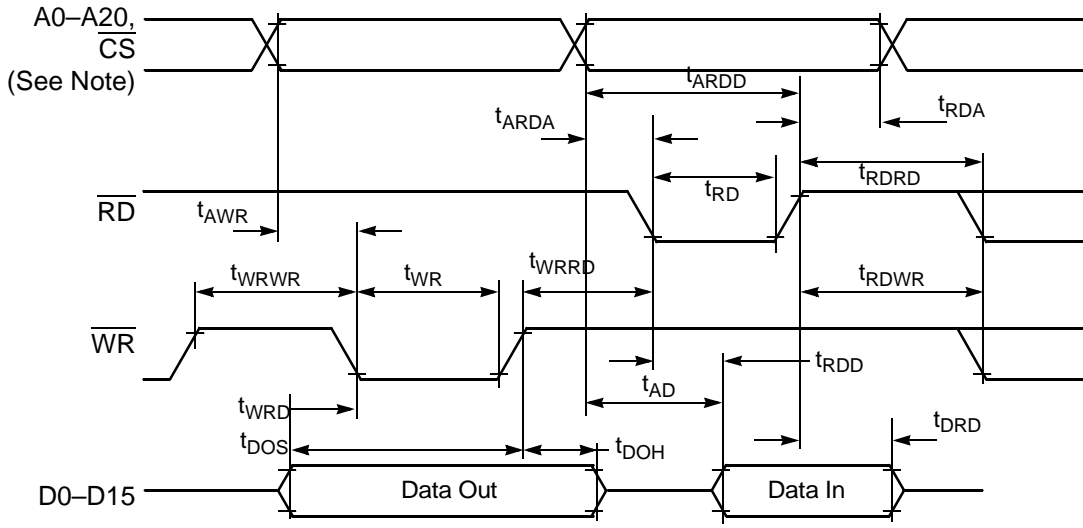 A0–A20,
CS
(See Note)
tARDD
tARDA
tRDA
tRD
tRDRD
RD
tAWR
tWRWR
tWR
tWRRD
tRDWR
WR
tRDD
tAD
tWRD
tDRD
tDOS
tDOH
D0–D15
Data Out
Data In